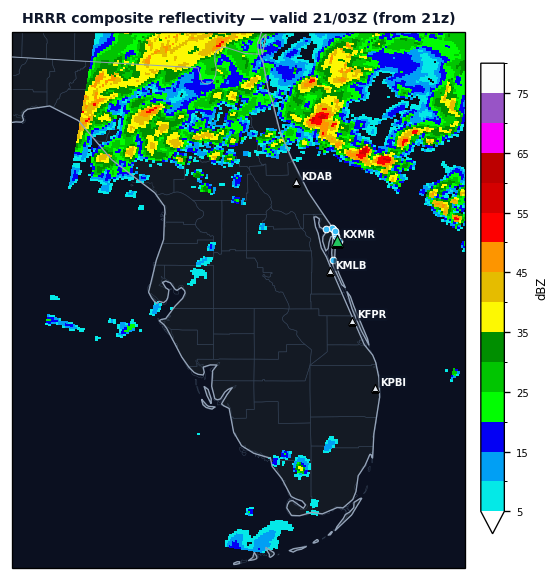 HRRR composite reflectivity — valid 21/03Z (from 21z)
KDAB
KXMR
KMLB
KFPR
KPBI
75
65
55
45
35
25
15
5
dBZ